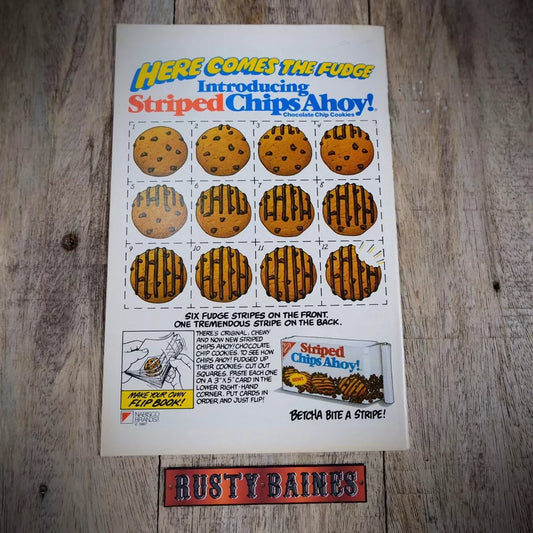 HERE COMES THE FUDGE
Introducing
Striped Chips Ahoy!
Chocolate Chip Cookies
1 2 3 4
5 6 7 8
9 10 11 12
SIX FUDGE STRIPES ON THE FRONT.
ONE TREMENDOUS STRIPE ON THE BACK.
THERE'S ORIGINAL, CHEWY
AND NOW NEW STRIPED
CHIPS AHOY! CHOCOLATE
CHIP COOKIES. TO SEE HOW
CHIPS AHOY! FUDGED UP
THEIR COOKIES: CUT OUT
SQUARES. PASTE EACH ONE
ON A 3"X5" CARD IN THE
LOWER RIGHT-HAND
CORNER. PUT CARDS IN
ORDER, AND JUST FLIP!
MAKE YOUR OWN
FLIP BOOK!
NABISCO
BRANDS
Striped
Chips Ahoy!
BETCHA BITE A STRIPE!
RUSTY BAINES